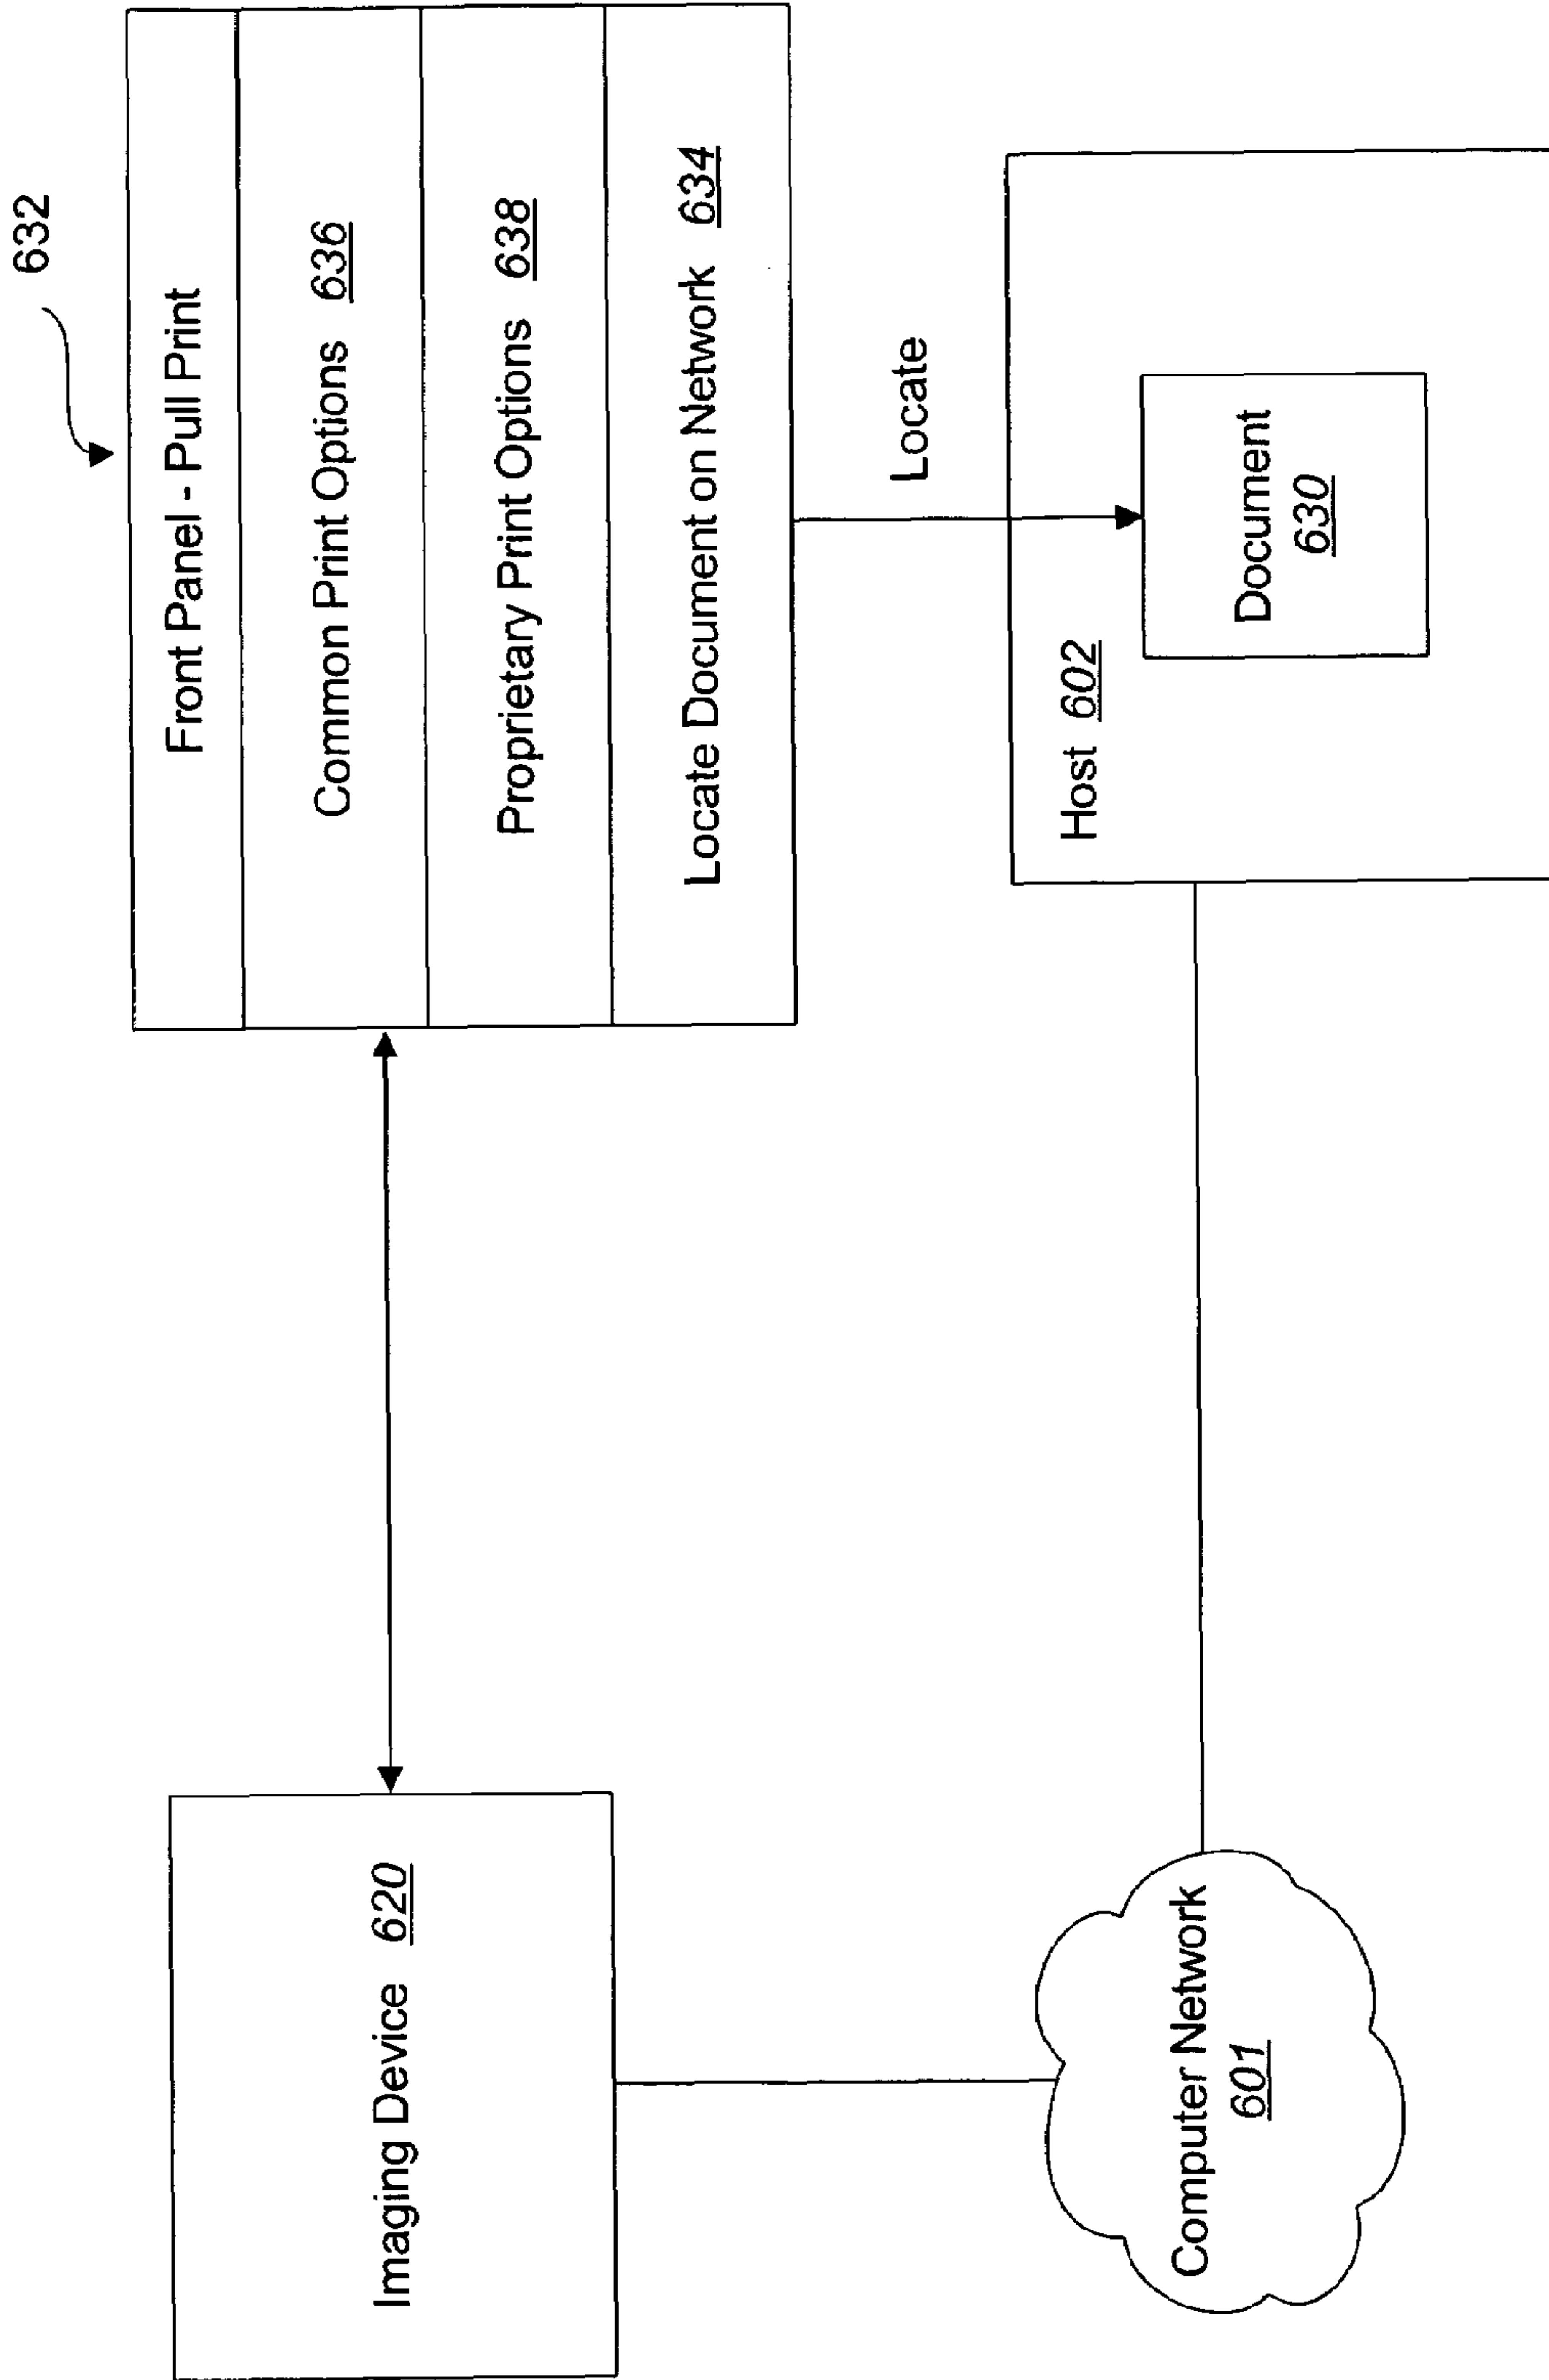 632
Front Panel - Pull Print
Common Print Options 636
Proprietary Print Options 638
Locate Document on Network 634
Imaging Device 620
Locate
Host 602
Document
630
Computer Network
601